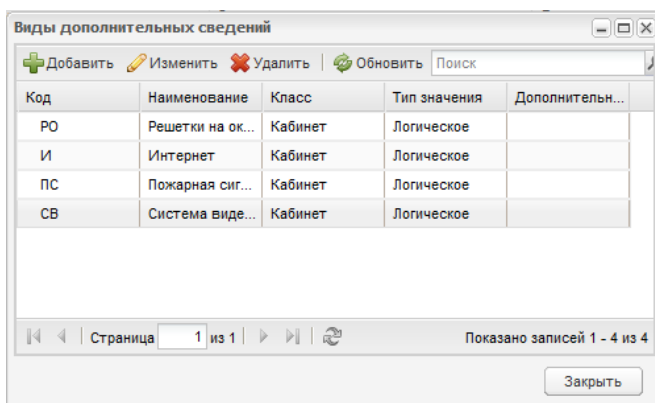 Виды дополнительных сведений
Добавить Изменить Удалить Обновить Поиск
Код Наименование Класс Тип значения Дополнительн...
РО Решетки на ок... Кабинет Логическое
И Интернет Кабинет Логическое
ПС Пожарная сиг... Кабинет Логическое
СВ Система виде... Кабинет Логическое
Страница 1 из 1 Показано записей 1 - 4 из 4
Закрыть